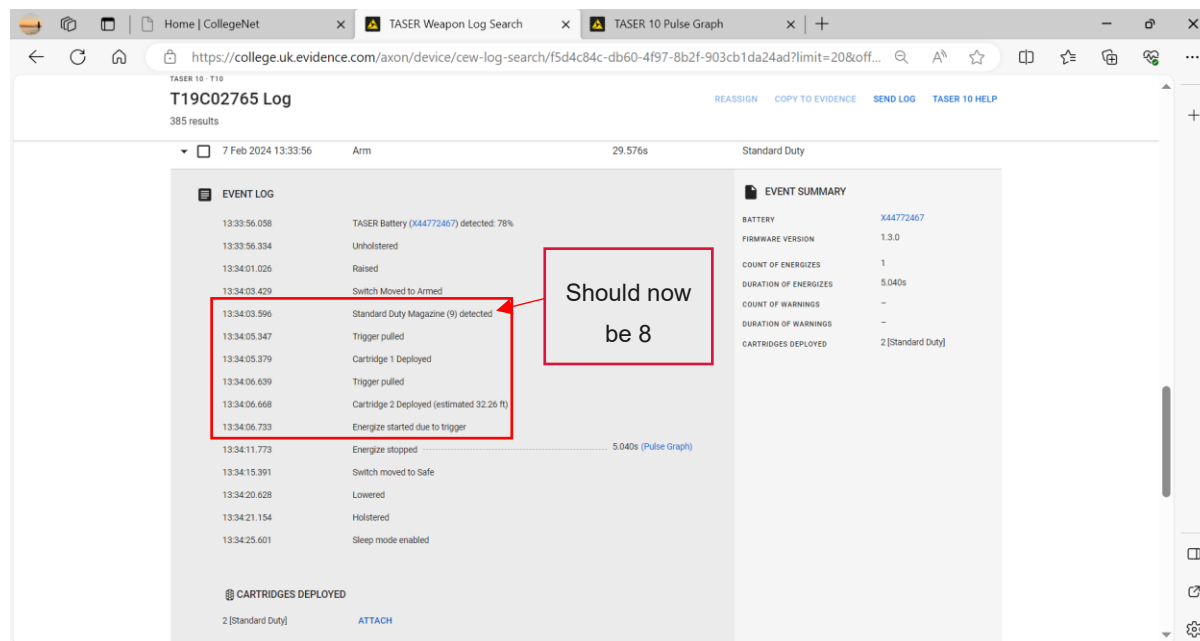 Home | CollegeNet
TASER Weapon Log Search
TASER 10 Pulse Graph
https://college.uk.evidence.com/axon/device/cew-log-search/f5d4c84c-db60-4f97-8b2f-903cb1da24ad?limit=20&off...
TASER 10 - T10
T19C02765 Log
REASSIGN COPY TO EVIDENCE SEND LOG TASER 10 HELP
385 results
7 Feb 2024 13:33:56 Arm 29.576s Standard Duty
EVENT LOG
13:33:56.058 TASER Battery (X44772467) detected: 78%
13:33:56.334 Unholstered
13:34:01.026 Raised
13:34:03.429 Switch Moved to Armed
13:34:03.596 Standard Duty Magazine (9) detected
13:34:05.347 Trigger pulled
13:34:05.379 Cartridge 1 Deployed
13:34:06.639 Trigger pulled
13:34:06.668 Cartridge 2 Deployed (estimated 32.26 ft)
13:34:06.733 Energize started due to trigger
13:34:11.773 Energize stopped 5.040s (Pulse Graph)
13:34:15.391 Switch moved to Safe
13:34:20.628 Lowered
13:34:21.154 Holstered
13:34:25.601 Sleep mode enabled
Should now
be 8
EVENT SUMMARY
BATTERY X44772467
FIRMWARE VERSION 1.3.0
COUNT OF ENERGIZES 1
DURATION OF ENERGIZES 5.040s
COUNT OF WARNINGS –
DURATION OF WARNINGS –
CARTRIDGES DEPLOYED 2 [Standard Duty]
CARTRIDGES DEPLOYED
2 [Standard Duty] ATTACH